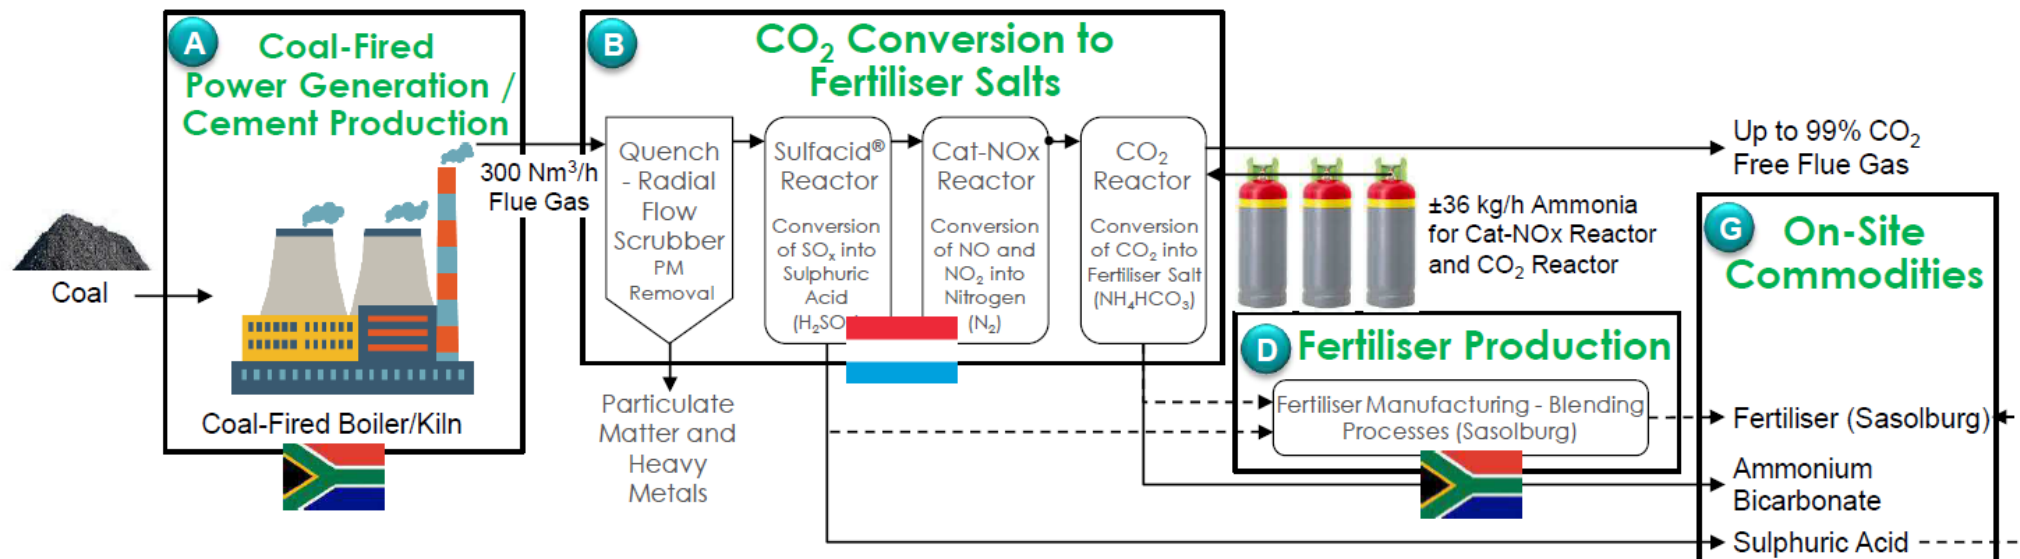 A
Coal-Fired
Power Generation /
Cement Production
Coal
Coal-Fired Boiler/Kiln
300 Nm³/h
Flue Gas
B
CO₂ Conversion to
Fertiliser Salts
Quench
- Radial
Flow
Scrubber
PM
Removal
Particulate
Matter and
Heavy
Metals
Sulfacid®
Reactor
Conversion
of SOₓ into
Sulphuric
Acid
(H₂SO
Cat-NOx
Reactor
Conversion
of NO and
NO₂ into
Nitrogen
(N₂)
CO₂
Reactor
Conversion
of CO₂ into
Fertiliser Salt
(NH₄HCO₃)
Up to 99% CO₂
Free Flue Gas
±36 kg/h Ammonia
for Cat-NOx Reactor
and CO₂ Reactor
D
Fertiliser Production
Fertiliser Manufacturing - Blending
Processes (Sasolburg)
G
On-Site
Commodities
Fertiliser (Sasolburg)
Ammonium
Bicarbonate
Sulphuric Acid